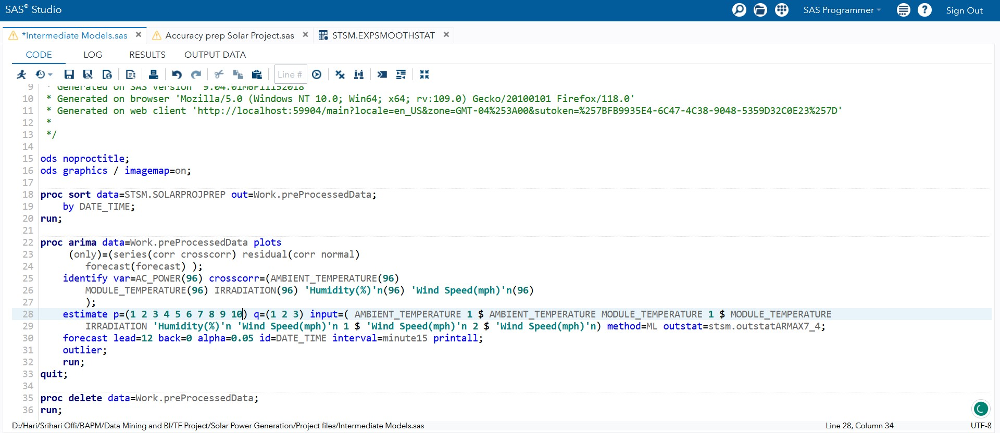 SAS® Studio
SAS Programmer
Sign Out
*Intermediate Models.sas
Accuracy prep Solar Project.sas
STSM.EXPSMOOTHSTAT
CODE LOG RESULTS OUTPUT DATA
Line #
9 * Generated on SAS version '9.04.01M6P11152018'
10 * Generated on browser 'Mozilla/5.0 (Windows NT 10.0; Win64; x64; rv:109.0) Gecko/20100101 Firefox/118.0'
11 * Generated on web client 'http://localhost:59904/main?locale=en_US&zone=GMT-04%253A00&sutoken=%257BFB9935E4-6C47-4C38-9048-5359D32C0E23%257D'
12 *
13 */
14
15 ods noproctitle;
16 ods graphics / imagemap=on;
17
18 proc sort data=STSM.SOLARPROJPREP out=Work.preProcessedData;
19 by DATE_TIME;
20 run;
21
22 proc arima data=Work.preProcessedData plots
23 (only)=(series(corr crosscorr) residual(corr normal)
24 forecast(forecast) );
25 identify var=AC_POWER(96) crosscorr=(AMBIENT_TEMPERATURE(96)
26 MODULE_TEMPERATURE(96) IRRADIATION(96) 'Humidity(%)'n(96) 'Wind Speed(mph)'n(96)
27 );
28 estimate p=(1 2 3 4 5 6 7 8 9 10) q=(1 2 3) input=( AMBIENT_TEMPERATURE 1 $ AMBIENT_TEMPERATURE MODULE_TEMPERATURE 1 $ MODULE_TEMPERATURE
29 IRRADIATION 'Humidity(%)'n 'Wind Speed(mph)'n 1 $ 'Wind Speed(mph)'n 2 $ 'Wind Speed(mph)'n) method=ML outstat=stsm.outstatARMAX7_4;
30 forecast lead=12 back=0 alpha=0.05 id=DATE_TIME interval=minute15 printall;
31 outlier;
32 run;
33 quit;
34
35 proc delete data=Work.preProcessedData;
36 run;
D:/Hari/Srihari Offi/BAPM/Data Mining and BI/TF Project/Solar Power Generation/Project files/Intermediate Models.sas
Line 28, Column 34
UTF-8